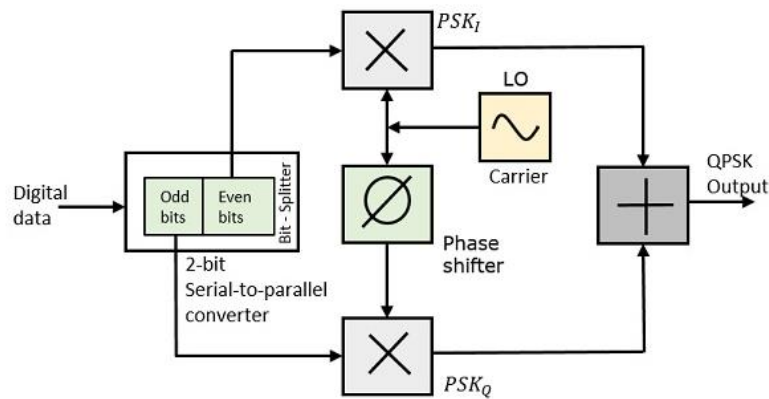 PSK_I
LO
Carrier
Digital
data
Odd
bits
Even
bits
Bit - Splitter
2-bit
Serial-to-parallel
converter
Phase
shifter
QPSK
Output
PSK_Q